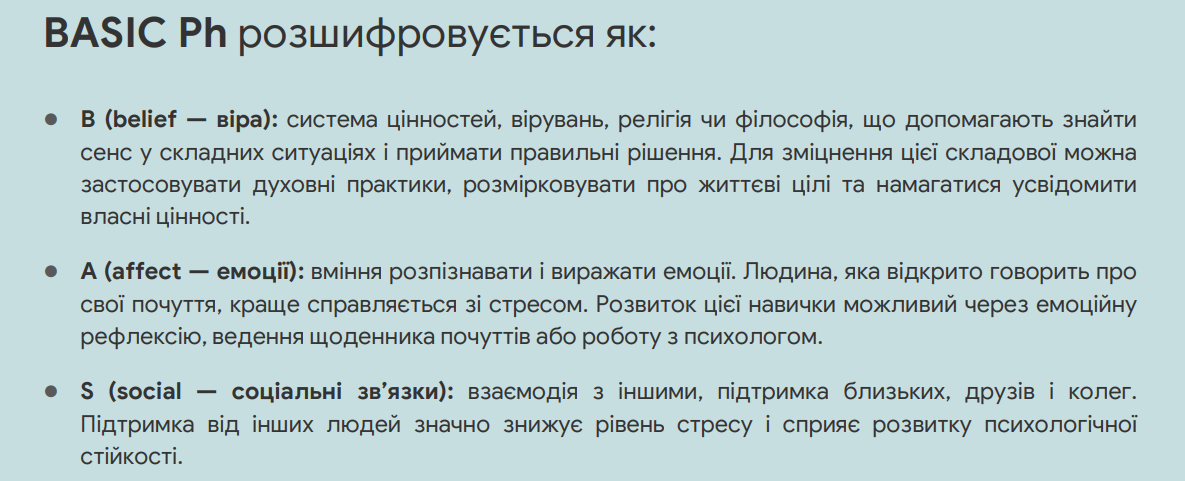 BASIC Ph розшифровується як:
● B (belief — віра): система цінностей, вірувань, релігія чи філософія, що допомагають знайти
сенс у складних ситуаціях і приймати правильні рішення. Для зміцнення цієї складової можна
застосовувати духовні практики, розмірковувати про життєві цілі та намагатися усвідомити
власні цінності.
● A (affect — емоції): вміння розпізнавати і виражати емоції. Людина, яка відкрито говорить про
свої почуття, краще справляється зі стресом. Розвиток цієї навички можливий через емоційну
рефлексію, ведення щоденника почуттів або роботу з психологом.
● S (social — соціальні зв’язки): взаємодія з іншими, підтримка близьких, друзів і колег.
Підтримка від інших людей значно знижує рівень стресу і сприяє розвитку психологічної
стійкості.